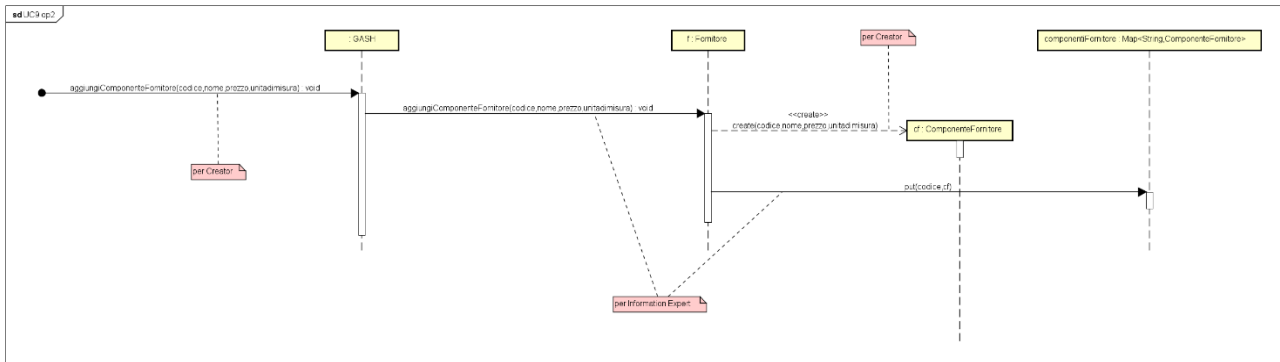 sd UC9 op2
: GASH
f : Fornitore
per Creator
componentiFornitore : Map<String,ComponenteFornitore>
aggiungiComponenteFornitore(codice,nome,prezzo,unitadimisura) : void
aggiungiComponenteFornitore(codice,nome,prezzo,unitadimisura) : void
<<create>>
create(codice,nome,prezzo,unitadimisura)
cf : ComponenteFornitore
per Creator
put(codice,cf)
per Information Expert